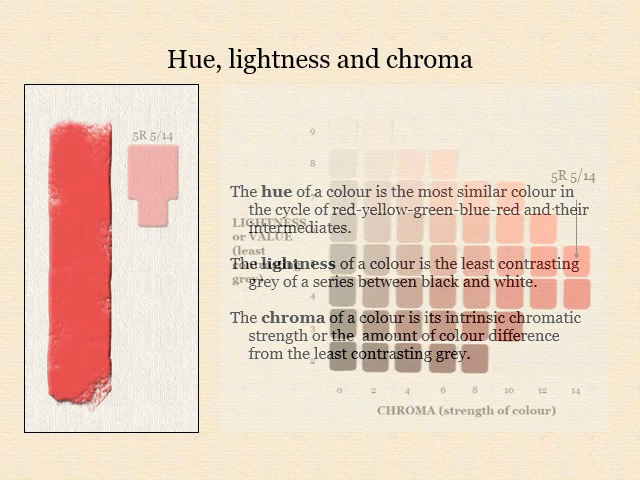 Hue, lightness and chroma
5R 5/14
9
8
5R 5/14
The hue of a colour is the most similar colour in
the cycle of red-yellow-green-blue-red and their
intermediates.
LIGHTNESS
or VALUE
(least
grey)
The lightness of a colour is the least contrasting
grey of a series between black and white.
4
The chroma of a colour is its intrinsic chromatic
strength or the amount of colour difference
from the least contrasting grey.
3
2
0 2 4 6 8 10 12 14
CHROMA (strength of colour)